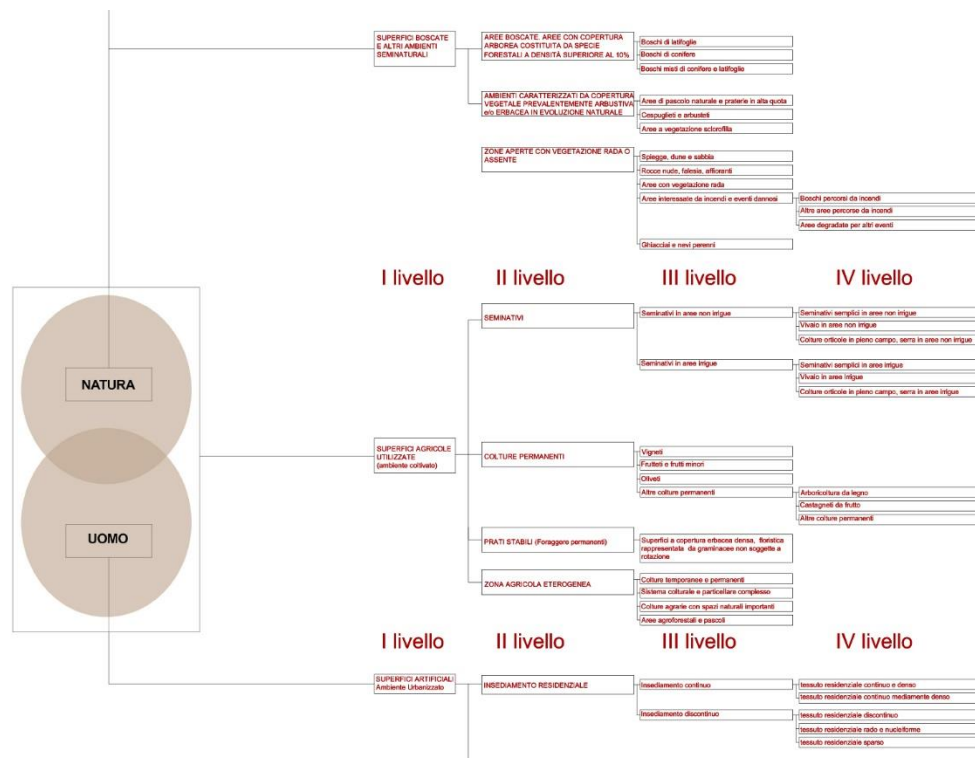 SUPERFICI BOSCATE
E ALTRI AMBIENTI
SEMINATURALI
AREE BOSCATE. AREE CON COPERTURA
ARBOREA COSTITUITA DA SPECIE
FORESTALI A DENSITÀ SUPERIORE AL 10%
Boschi di latifoglie
Boschi di conifere
Boschi misti di conifere e latifoglie
AMBIENTI CARATTERIZZATI DA COPERTURA
VEGETALE PREVALENTEMENTE ARBUSTIVA
e/o ERBACEA IN EVOLUZIONE NATURALE
Aree di pascolo naturale e praterie in alta quota
Cespuglieti e arbusteti
Aree a vegetazione sclerofilla
ZONE APERTE CON VEGETAZIONE RADA O
ASSENTE
Spiegge, dune e sabbia
Rocce nude, falesie, affioranti
Aree con vegetazione rada
Aree interessate da incendi e eventi dannosi
Boschi percorsi da incendi
Altre aree percorse da incendi
Aree degradate per altri eventi
Ghiacciai e nevi perenni
I livello
II livello
III livello
IV livello
NATURA
UOMO
SUPERFICI AGRICOLE
UTILIZZATE
(ambiente coltivato)
SEMINATIVI
Seminativi in aree non irrigue
Seminativi semplici in aree non irrigue
Vivaio in aree non irrigue
Colture orticole in pieno campo, serra in aree non irrigue
Seminativi in aree irrigue
Seminativi semplici in aree irrigue
Vivaio in aree irrigue
Colture orticole in pieno campo, serra in aree irrigue
COLTURE PERMANENTI
Vigneti
Frutteti e frutti minori
Oliveti
Altre colture permanenti
Arboricoltura da legno
Castagneti da frutto
Altre colture permanenti
PRATI STABILI (Foraggere permanenti)
Superfici a copertura erbacea densa, floristica
rappresentata da graminacee non soggette a
rotazione
ZONA AGRICOLA ETEROGENEA
Colture temporanee e permanenti
Sistema colturale e particellare complesso
Colture agrarie con spazi naturali importanti
Aree agroforestali e pascoli
I livello
II livello
III livello
IV livello
SUPERFICI ARTIFICIALI
Ambiente Urbanizzato
INSEDIAMENTO RESIDENZIALE
Insediamento continuo
tessuto residenziale continuo e denso
tessuto residenziale continuo mediamente denso
Insediamento discontinuo
tessuto residenziale discontinuo
tessuto residenziale rado e nucleiforme
tessuto residenziale sparso